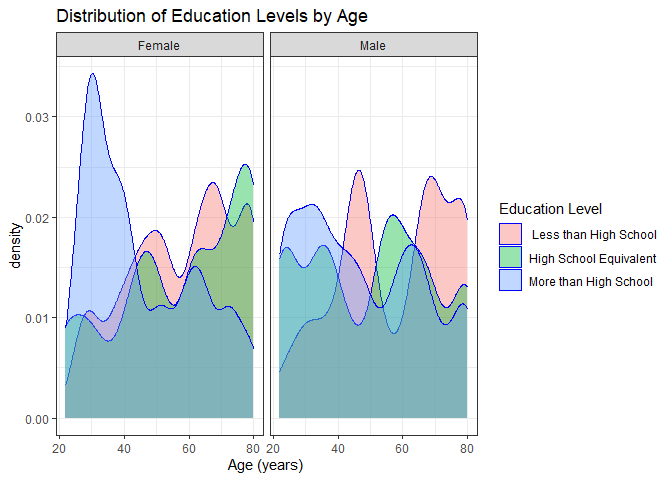 Distribution of Education Levels by Age
Female
Male
density
0.03
0.02
0.01
0.00
20 40 60 80
20 40 60 80
Age (years)
Education Level
Less than High School
High School Equivalent
More than High School